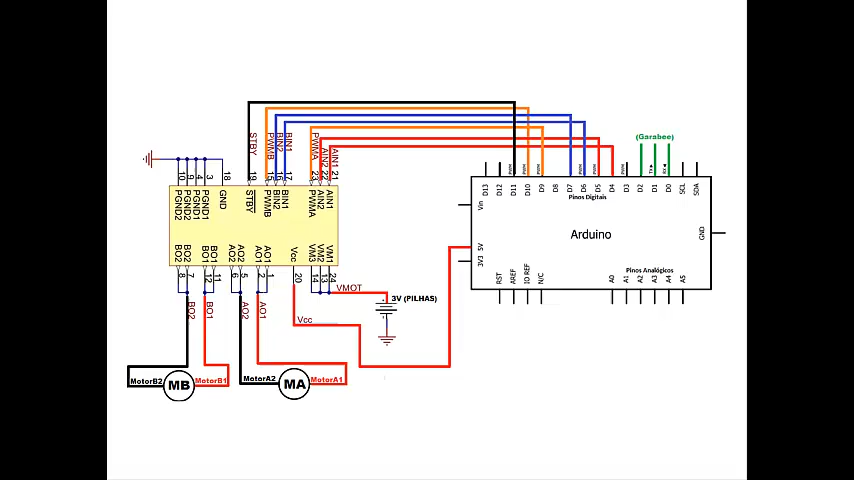 (Garabee)
STBY
PWMB
BIN2
BIN1
PWMA
AIN2
AIN1
10
9
4
3
18
19
15
16
17
23
22
21
PGND2
PGND2
PGND1
PGND1
GND
STBY
PWMB
BIN2
BIN1
PWMA
AIN2
AIN1
BO2
BO2
BO1
BO1
AO2
AO2
AO1
AO1
Vcc
VM3
VM2
VM1
8
7
12
11
6
5
2
1
20
14
13
24
D13
D12
D11
D10
D9
D8
D7
D6
D5
D4
D3
D2
D1
D0
SCL
SDA
Pinos Digitais
Vin
5V
3V3
Arduino
GND
Pinos Analógicos
RST
AREF
IO REF
N/C
A0
A1
A2
A3
A4
A5
VMOT
3V (PILHAS)
BO2
BO1
AO2
AO1
Vcc
MotorB2
MB
MotorB1
MotorA2
MA
MotorA1